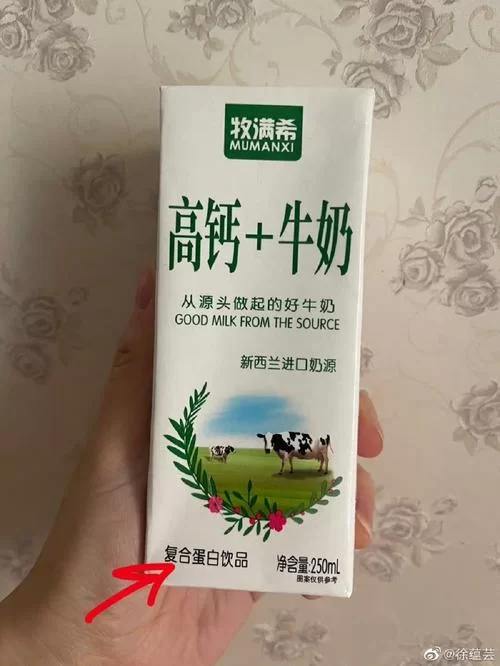 牧满希
MUMANXI
高钙+牛奶
从源头做起的好牛奶
GOOD MILK FROM THE SOURCE
新西兰进口奶源
复合蛋白饮品
净含量:250mL
图案仅供参考
@徐蕴芸